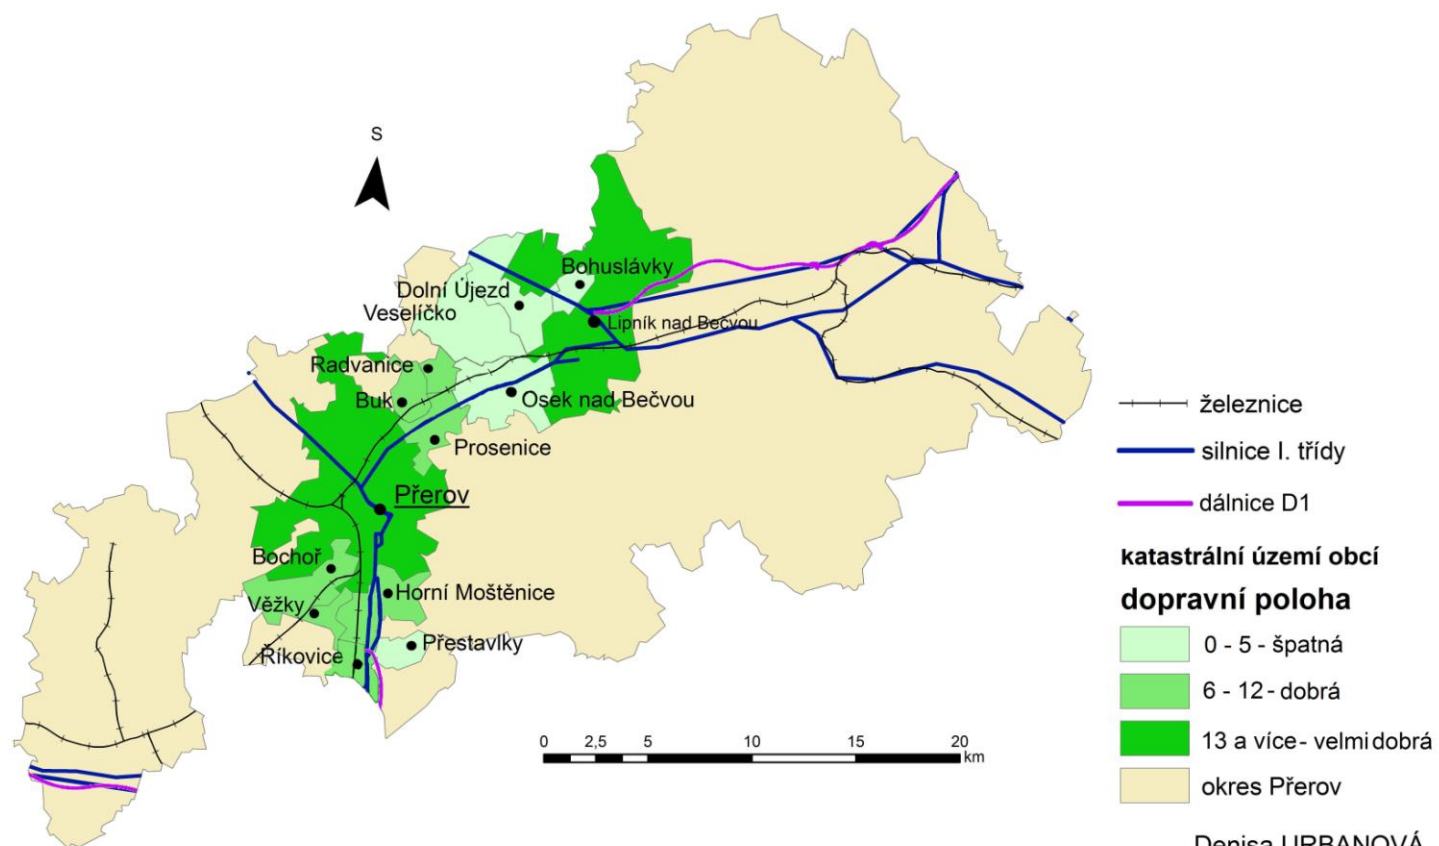 S
Bohuslávky
Dolní Újezd
Veselíčko
Lipník nad Bečvou
Radvanice
Buk
Osek nad Bečvou
Prosenice
Přerov
Bochoř
Horní Moštěnice
Věžky
Přestavlky
Říkovice
0 2,5 5 10 15 20
km
železnice
silnice I. třídy
dálnice D1
katastrální území obcí
dopravní poloha
0 - 5 - špatná
6 - 12 - dobrá
13 a více - velmi dobrá
okres Přerov
Denisa URBANOVÁ